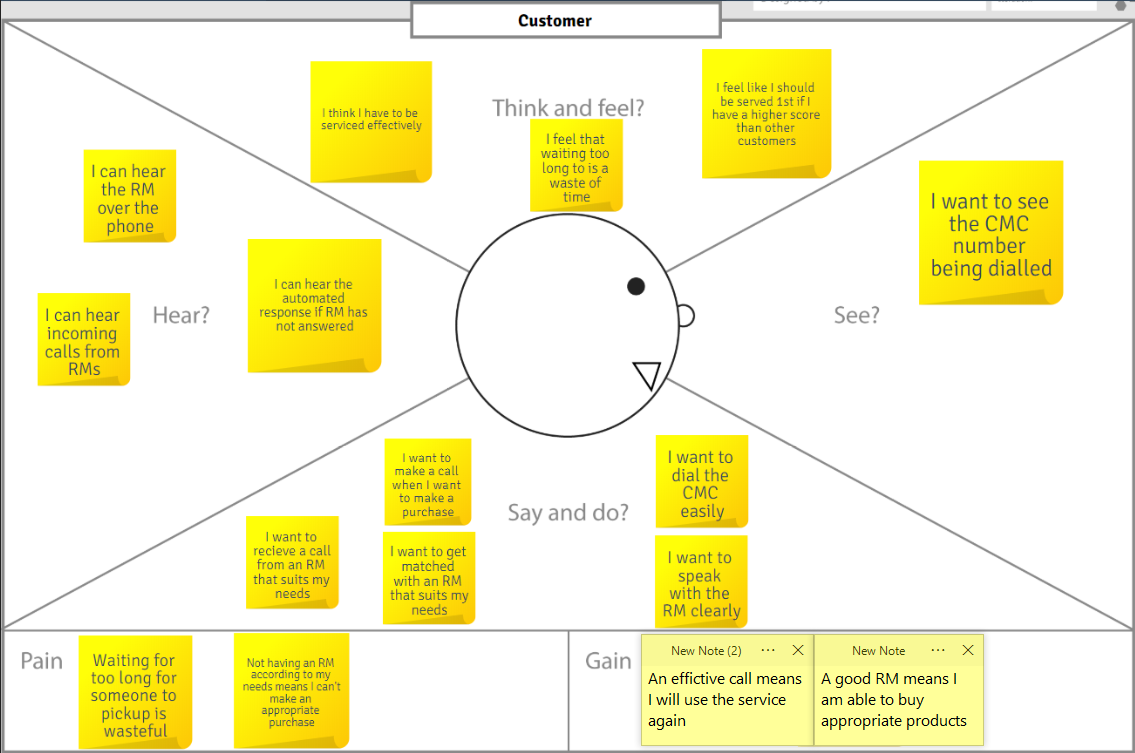 Customer
Think and feel?
I think I have to be
serviced effectively
I feel that
waiting too
long to is a
waste of
time
I feel like I should
be served 1st if I
have a higher score
than other
customers
Hear?
I can hear
the RM
over the
phone
I can hear
incoming
calls from
RMs
I can hear the
automated
response if RM has
not answered
See?
I want to see
the CMC
number
being dialled
Say and do?
I want to
make a call
when I want
to make a
purchase
I want to
recieve a call
from an RM
that suits my
needs
I want to get
matched
with an RM
that suits my
needs
I want to
dial the
CMC
easily
I want to
speak
with the
RM clearly
Pain
Waiting for
too long for
someone to
pickup is
wasteful
Not having an RM
according to my
needs means I can't
make an
appropriate
purchase
Gain
New Note (2)
An effictive call means
I will use the service
again
New Note
A good RM means I
am able to buy
appropriate products